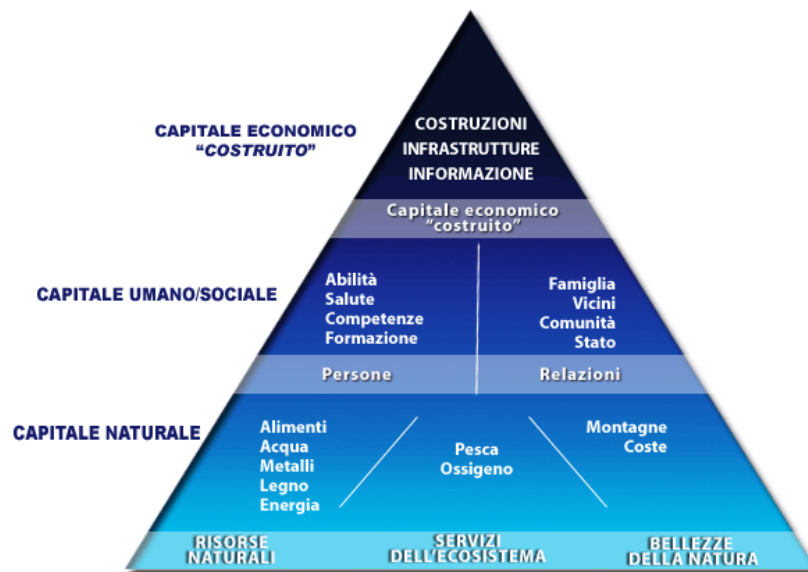 CAPITALE ECONOMICO
“COSTRUITO”
COSTRUZIONI
INFRASTRUTTURE
INFORMAZIONE
Capitale economico
“costruito”
CAPITALE UMANO/SOCIALE
Abilità
Salute
Competenze
Formazione
Famiglia
Vicini
Comunità
Stato
Persone
Relazioni
CAPITALE NATURALE
Alimenti
Acqua
Metalli
Legno
Energia
Pesca
Ossigeno
Montagne
Coste
RISORSE
NATURALI
SERVIZI
DELL’ECOSISTEMA
BELLEZZE
DELLA NATURA